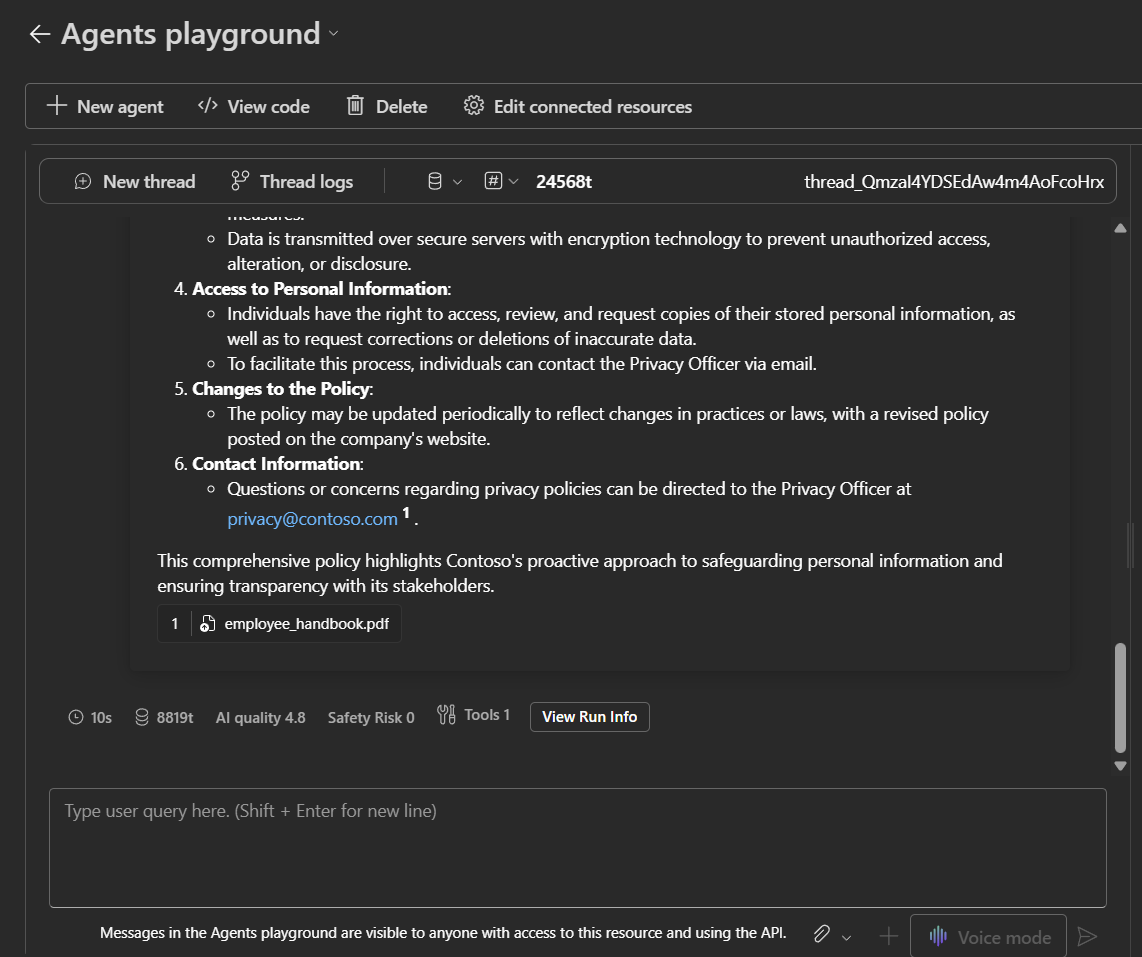 Agents playground
New agent
View code
Delete
Edit connected resources
New thread
Thread logs
24568t
thread_Qmzal4YDSEdAw4m4AoFcoHrx
measures.
Data is transmitted over secure servers with encryption technology to prevent unauthorized access,
alteration, or disclosure.
4. Access to Personal Information:
Individuals have the right to access, review, and request copies of their stored personal information, as
well as to request corrections or deletions of inaccurate data.
To facilitate this process, individuals can contact the Privacy Officer via email.
5. Changes to the Policy:
The policy may be updated periodically to reflect changes in practices or laws, with a revised policy
posted on the company's website.
6. Contact Information:
Questions or concerns regarding privacy policies can be directed to the Privacy Officer at
privacy@contoso.com 1 .
This comprehensive policy highlights Contoso's proactive approach to safeguarding personal information and
ensuring transparency with its stakeholders.
1 employee_handbook.pdf
10s
8819t
AI quality 4.8
Safety Risk 0
Tools 1
View Run Info
Type user query here. (Shift + Enter for new line)
Messages in the Agents playground are visible to anyone with access to this resource and using the API.
Voice mode